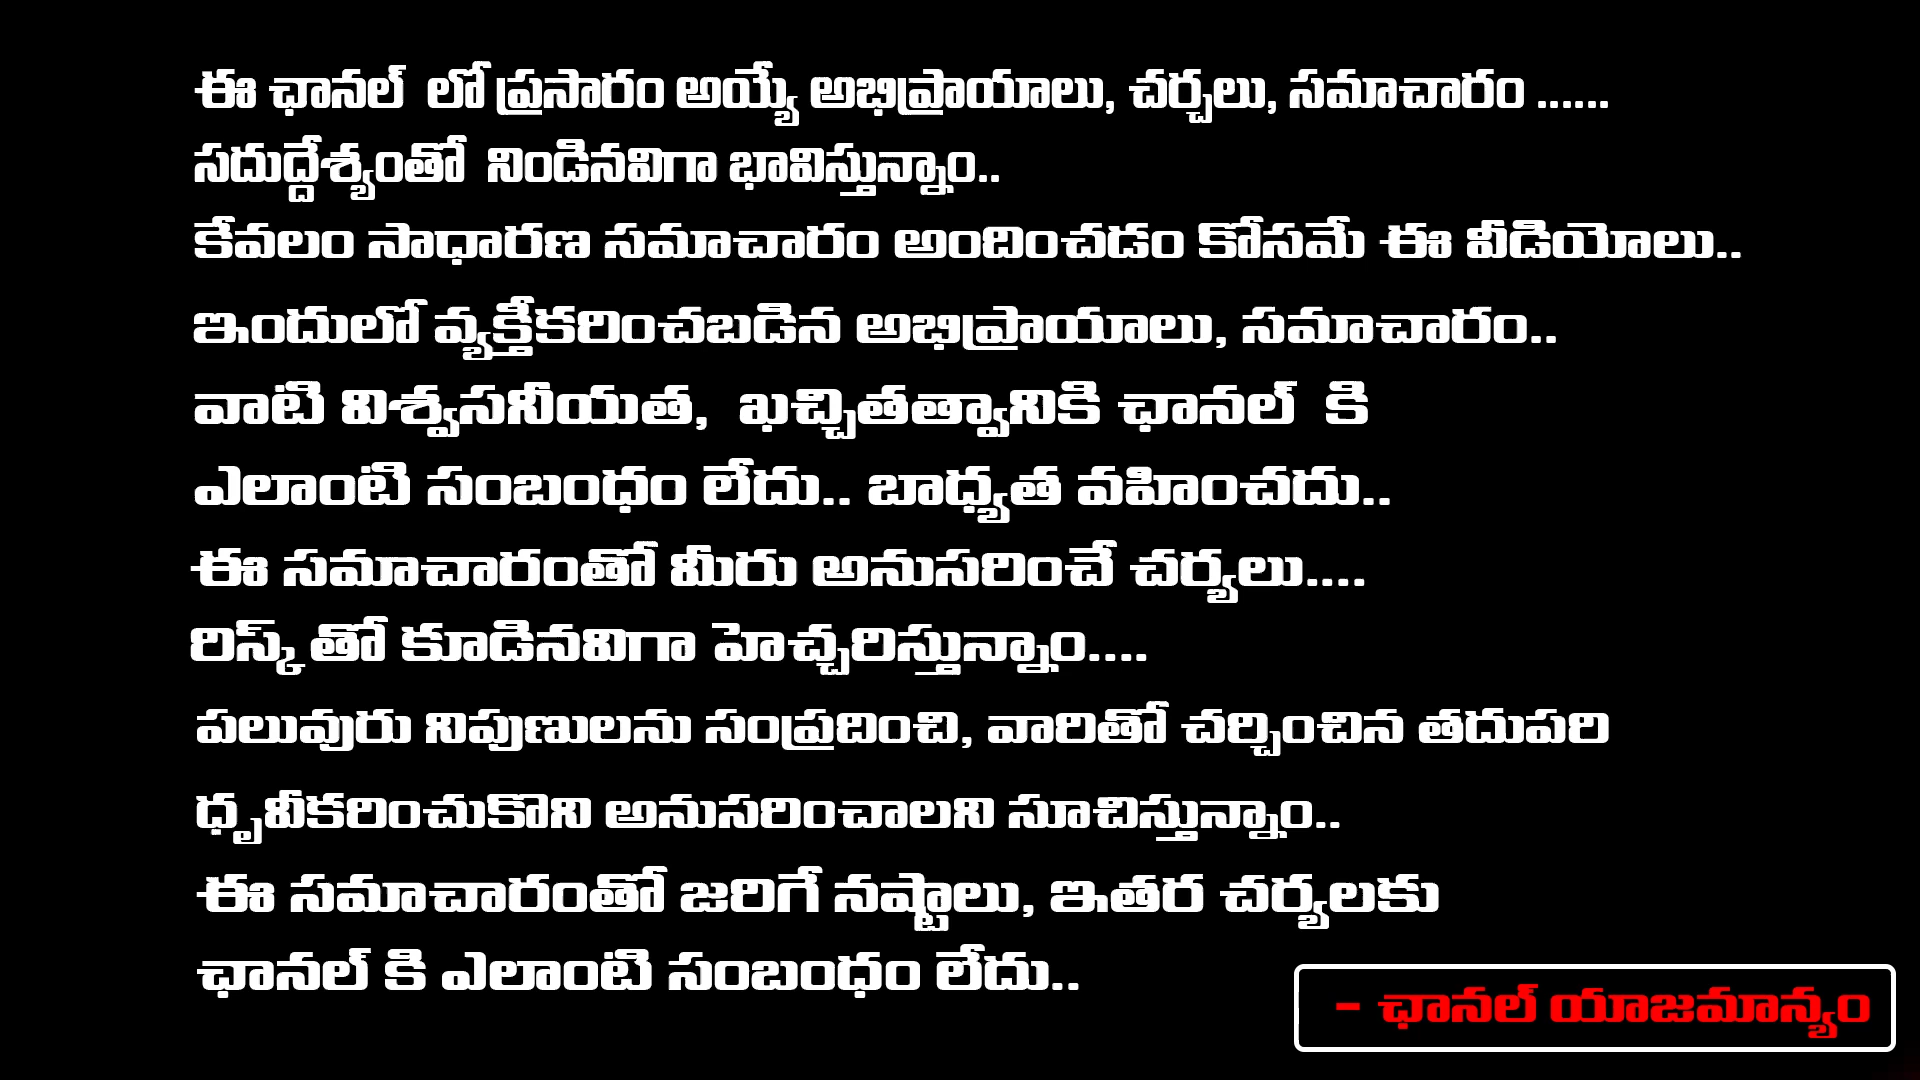 ఈ ఛానల్ లో ప్రసారం అయ్యే అభిప్రాయాలు, చర్చలు, సమాచారం ......
సదుద్దేశ్యంతో నిండినవిగా భావిస్తున్నాం..
కేవలం సాధారణ సమాచారం అందించడం కోసమే ఈ వీడియోలు..
ఇందులో వ్యక్తీకరించబడిన అభిప్రాయాలు, సమాచారం..
వాటి విశ్వసనీయత, ఖచ్చితత్వానికి ఛానల్ కి
ఎలాంటి సంబంధం లేదు.. బాధ్యత వహించదు..
ఈ సమాచారంతో మీరు అనుసరించే చర్యలు....
రిస్క్ తో కూడినవిగా హెచ్చరిస్తున్నాం....
పలువురు నిపుణులను సంప్రదించి, వారితో చర్చించిన తదుపరి
ధృవీకరించుకొని అనుసరించాలని సూచిస్తున్నాం..
ఈ సమాచారంతో జరిగే నష్టాలు, ఇతర చర్యలకు
ఛానల్ కి ఎలాంటి సంబంధం లేదు..
- ఛానల్ యాజమాన్యం